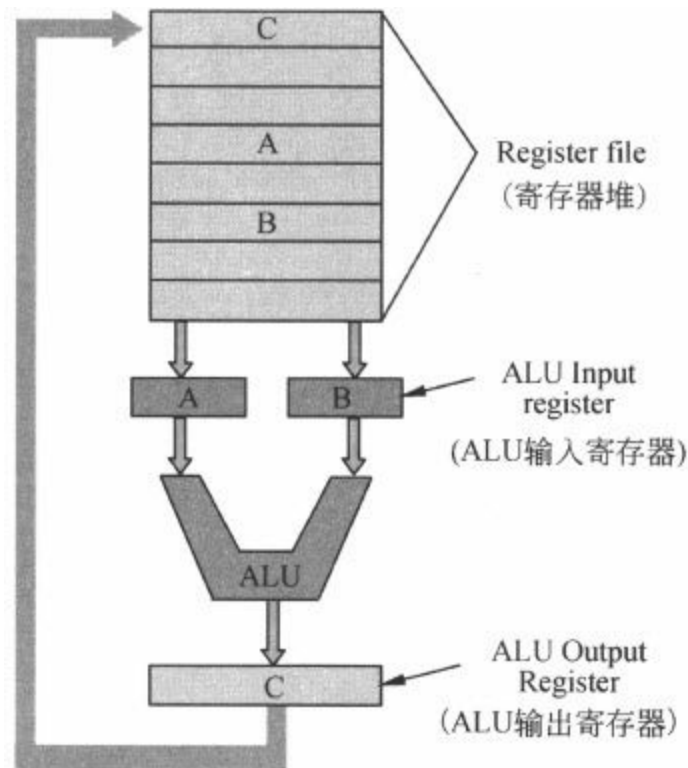 C
A
Register file
(寄存器堆)
B
A
B
ALU Input
register
(ALU输入寄存器)
ALU
C
ALU Output
Register
(ALU输出寄存器)